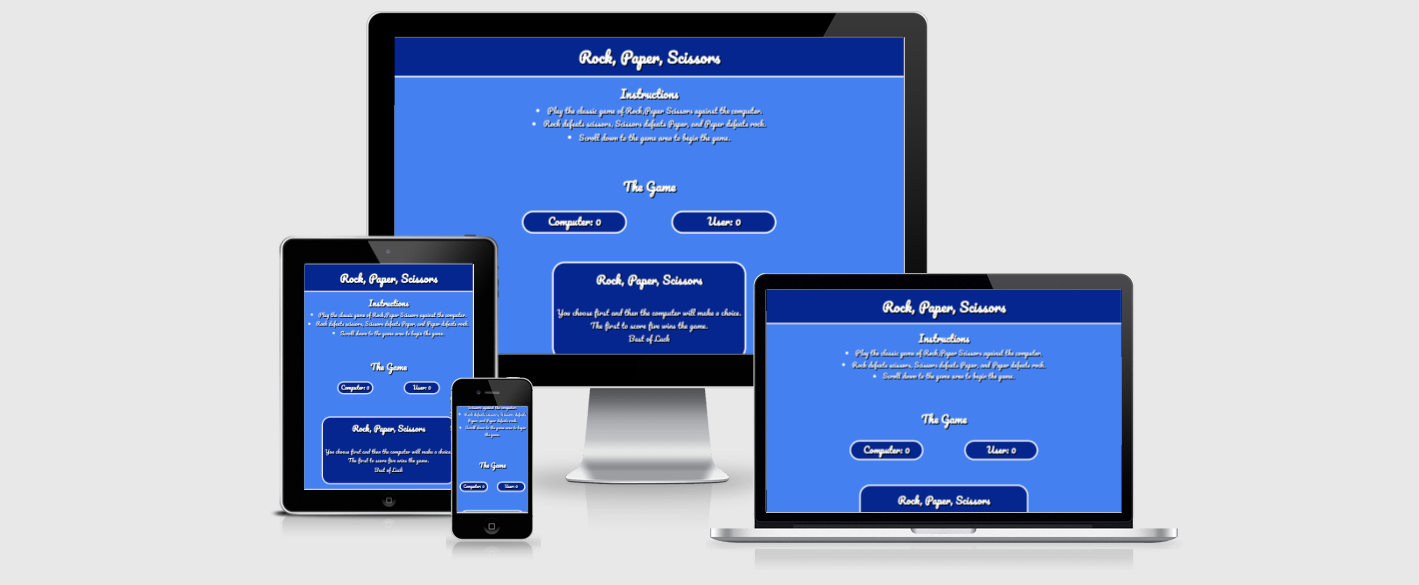 Rock, Paper, Scissors
Instructions
Play the classic game of Rock,Paper Scissors against the computer.
Rock defeats scissors, Scissors defeats Paper, and Paper defeats rock.
Scroll down to the game area to begin the game.
The Game
Computer: 0
User: 0
Rock, Paper, Scissors
You choose first and then the computer will make a choice.
The first to score five wins the game.
Best of Luck
Rock, Paper, Scissors
Instructions
Play the classic game of Rock,Paper Scissors against the computer.
Rock defeats scissors, Scissors defeats Paper, and Paper defeats rock.
Scroll down to the game area to begin the game.
The Game
Computer: 0
User: 0
Rock, Paper, Scissors
You choose first and then the computer will make a choice
The first to score five wins the game.
Best of Luck
Scissors against the computer.
Rock defeats scissors, Scissors defeats
Paper, and Paper defeats rock.
Scroll down to the game area to begin
the game.
The Game
Computer: 0
User: 0
Rock, Paper, Scissors
Instructions
Play the classic game of Rock,Paper Scissors against the computer.
Rock defeats scissors, Scissors defeats Paper, and Paper defeats rock.
Scroll down to the game area to begin the game.
The Game
Computer: 0
User: 0
Rock, Paper, Scissors